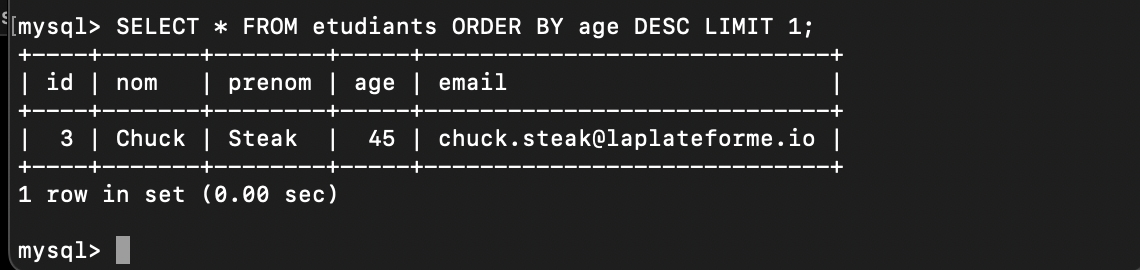 [mysql> SELECT * FROM etudiants ORDER BY age DESC LIMIT 1;
+----+-------+--------+-----+-----------------------------+
| id | nom   | prenom | age | email                       |
+----+-------+--------+-----+-----------------------------+
|  3 | Chuck | Steak  |  45 | chuck.steak@laplateforme.io |
+----+-------+--------+-----+-----------------------------+
1 row in set (0.00 sec)
mysql>